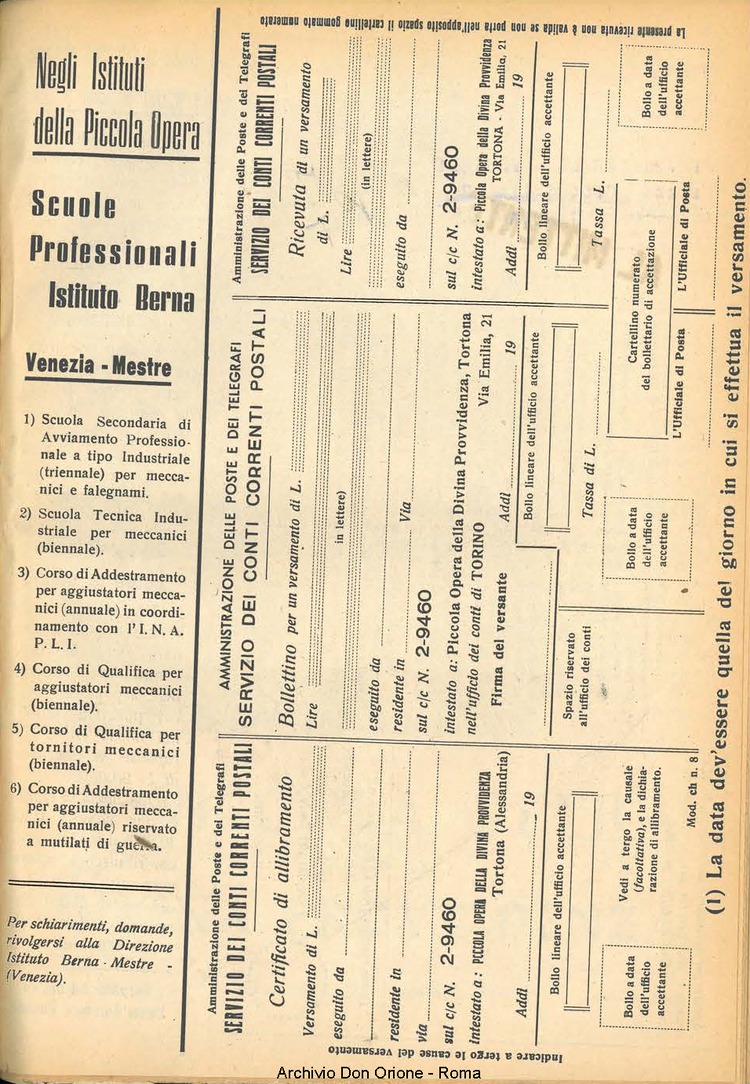 Negli Istituti
della Piccola Opera
Scuole
Professionali
Istituto Berna
Venezia - Mestre
1) Scuola Secondaria di
Avviamento Professio-
nale a tipo Industriale
(triennale) per mecca-
nici e falegnami.
2) Scuola Tecnica Indu-
striale per meccanici
(biennale).
3) Corso di Addestramento
per aggiustatori mecca-
nici (annuale) in coordi-
namento con l'I. N. A.
P. L. I.
4) Corso di Qualifica per
aggiustatori meccanici
(biennale).
5) Corso di Qualifica per
tornitori meccanici
(biennale).
6) Corso di Addestramento
per aggiustatori mecca-
nici (annuale) riservato
a mutilati di guerra.
Per schiarimenti, domande,
rivolgersi alla Direzione
Istituto Berna - Mestre -
(Venezia).
Indicare a tergo le cause del versamento
Amministrazione delle Poste e dei Telegrafi
SERVIZIO DEI CONTI CORRENTI POSTALI
Certificato di allibramento
Versamento di L.
eseguito da
residente in
via
sul c/c N. 2-9460
intestato a: PICCOLA OPERA DELLA DIVINA PROVVIDENZA
Tortona (Alessandria)
Addì 19
Bollo lineare dell'ufficio accettante
Bollo a data
dell'ufficio
accettante
Vedi a tergo la causale
(facoltativa), e la dichia-
razione di allibramento.
Mod. ch n. 8
AMMINISTRAZIONE DELLE POSTE E DEI TELEGRAFI
SERVIZIO DEI CONTI CORRENTI POSTALI
Bollettino per un versamento di L.
Lire
in lettere)
eseguito da
residente in Via
sul c/c N. 2-9460
intestato a: Piccola Opera della Divina Provvidenza, Tortona
nell'ufficio dei conti di TORINO Via Emilia, 21
Firma del versante Addì 19
Bollo lineare dell'ufficio accettante
Spazio riservato
all'ufficio dei conti
Tassa di L.
Bollo a data
dell'ufficio
accettante
Cartellino numerato
del bollettario di accettazione
L'Ufficiale di Posta
Amministrazione delle Poste e dei Telegrafi
SERVIZIO DEI CONTI CORRENTI POSTALI
Ricevuta di un versamento
di L.
Lire
(in lettere)
eseguito da
sul c/c N. 2-9460
intestato a: Piccola Opera della Divina Provvidenza
TORTONA - Via Emilia, 21
Addì 19
Bollo lineare dell'ufficio accettante
Tassa L.
L'Ufficiale di Posta
Bollo a data
dell'ufficio
accettante
La presente ricevuta non è valida se non porta nell'apposito spazio il cartellino gommato numerato
(1) La data dev'essere quella del giorno in cui si effettua il versamento.
Archivio Don Orione - Roma